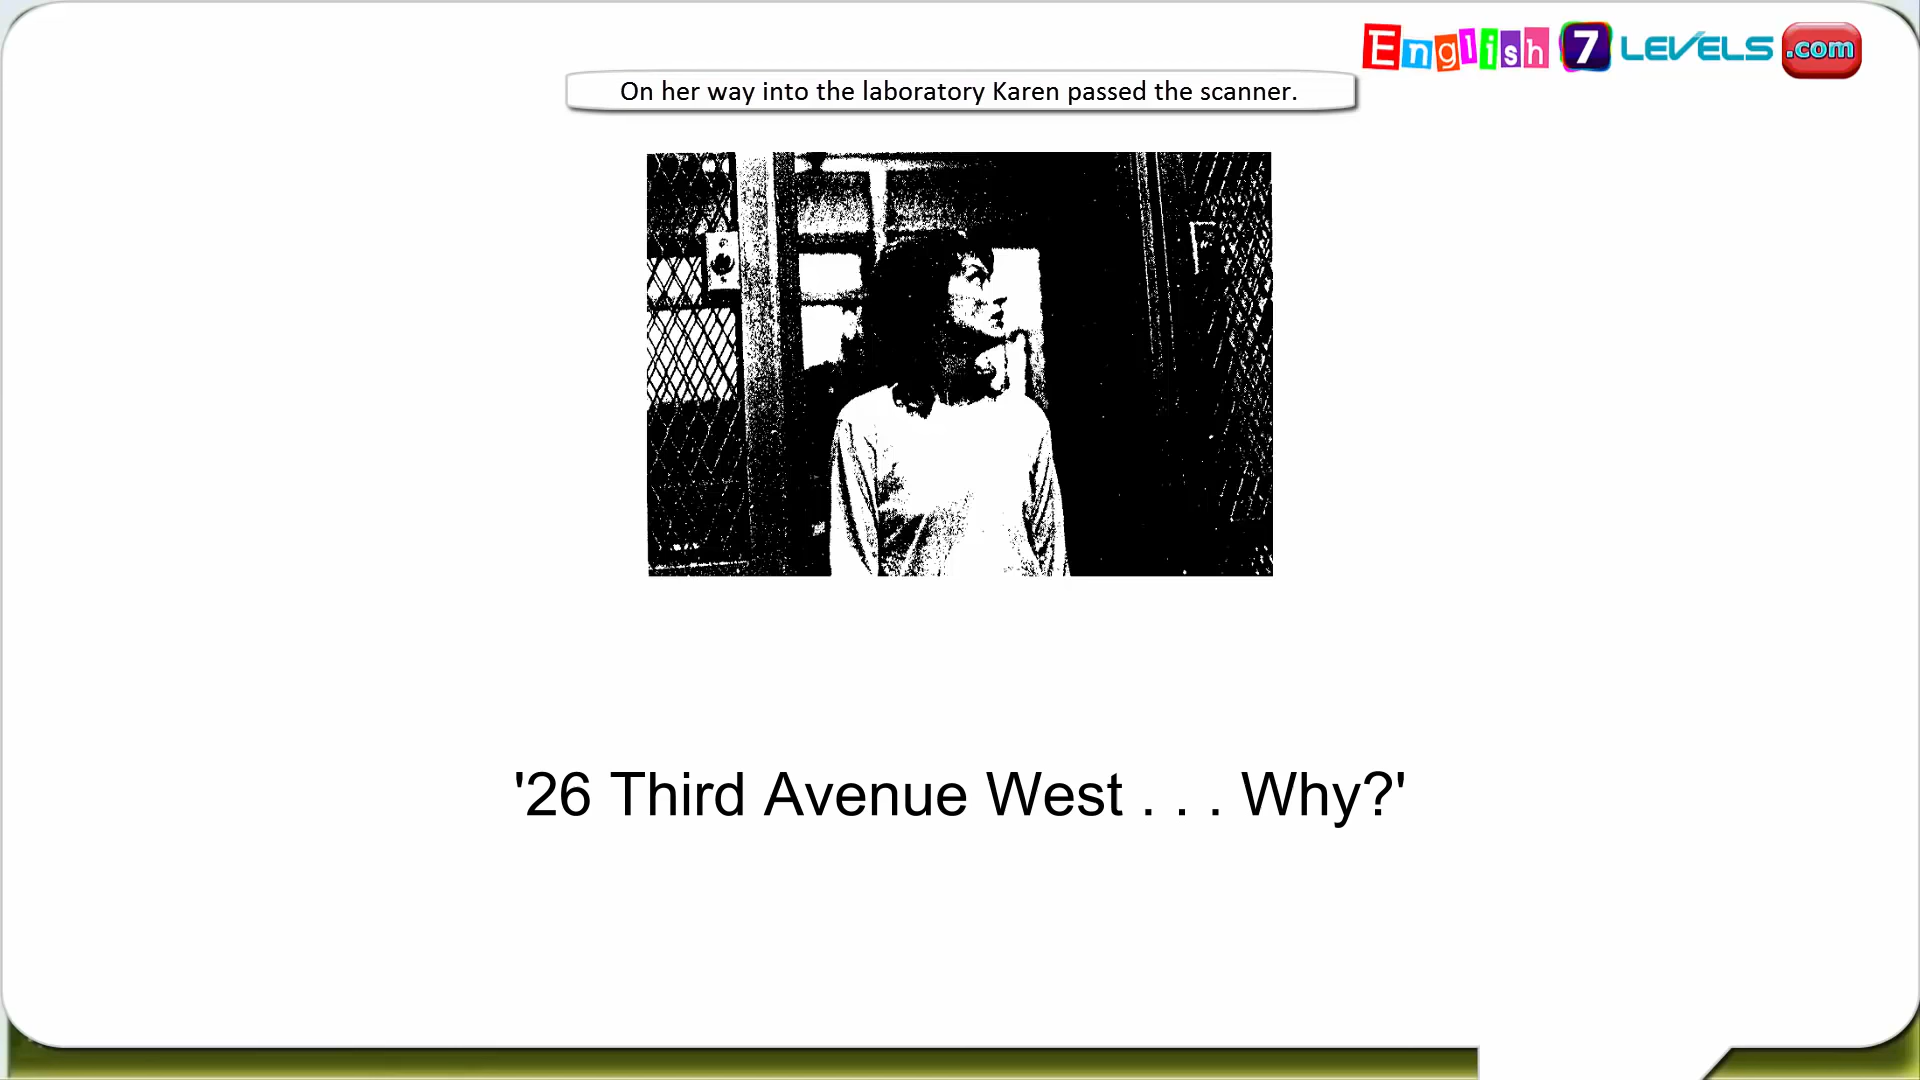 English 7 LEVELS .com
On her way into the laboratory Karen passed the scanner.
'26 Third Avenue West . . . Why?'